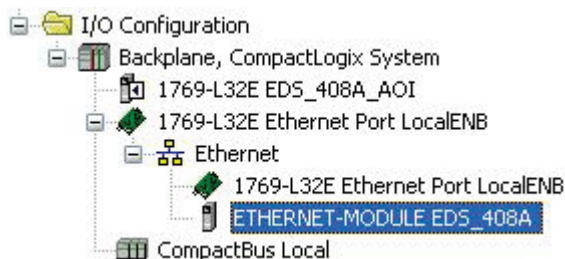 I/O Configuration
Backplane, CompactLogix System
1769-L32E EDS_408A_AOI
1769-L32E Ethernet Port LocalENB
Ethernet
1769-L32E Ethernet Port LocalENB
ETHERNET-MODULE EDS_408A
CompactBus Local